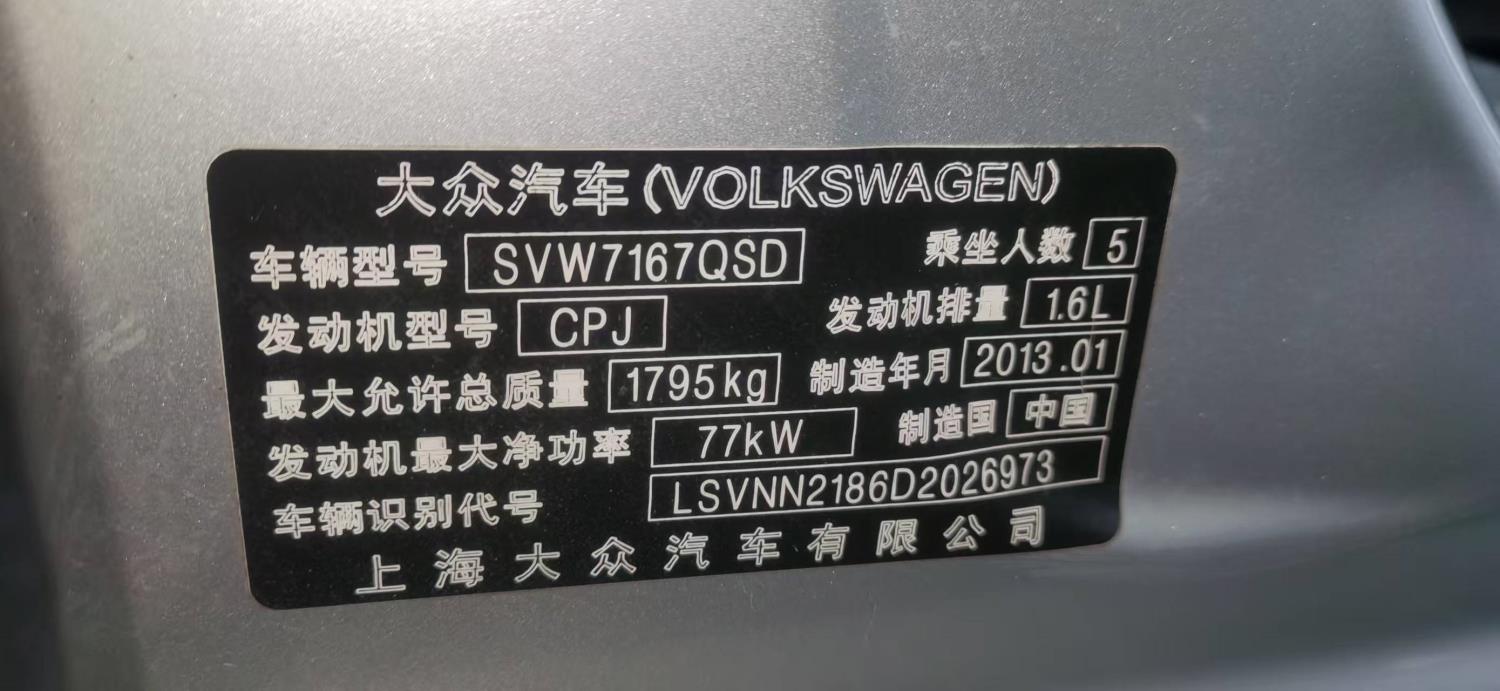 大众汽车(VOLKSWAGEN)
车辆型号 SVW7167QSD 乘坐人数 5
发动机型号 CPJ 发动机排量 1.6L
最大允许总质量 1795kg 制造年月 2013.01
发动机最大净功率 77kW 制造国 中国
车辆识别代号 LSVNN2186D2026973
上海大众汽车有限公司